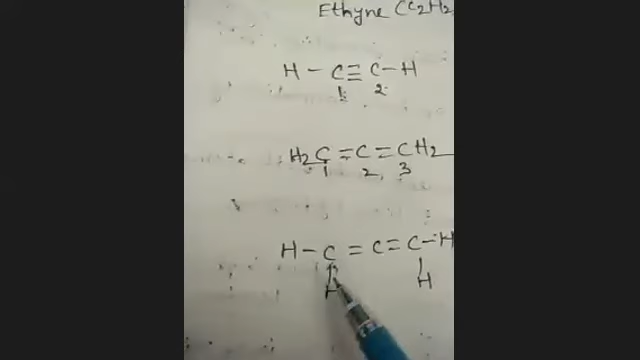 Ethyne (C2H2
H - C ≡ C - H
1 2
H2C = C = CH2
1 2, 3
H - C = C = C - H
H H